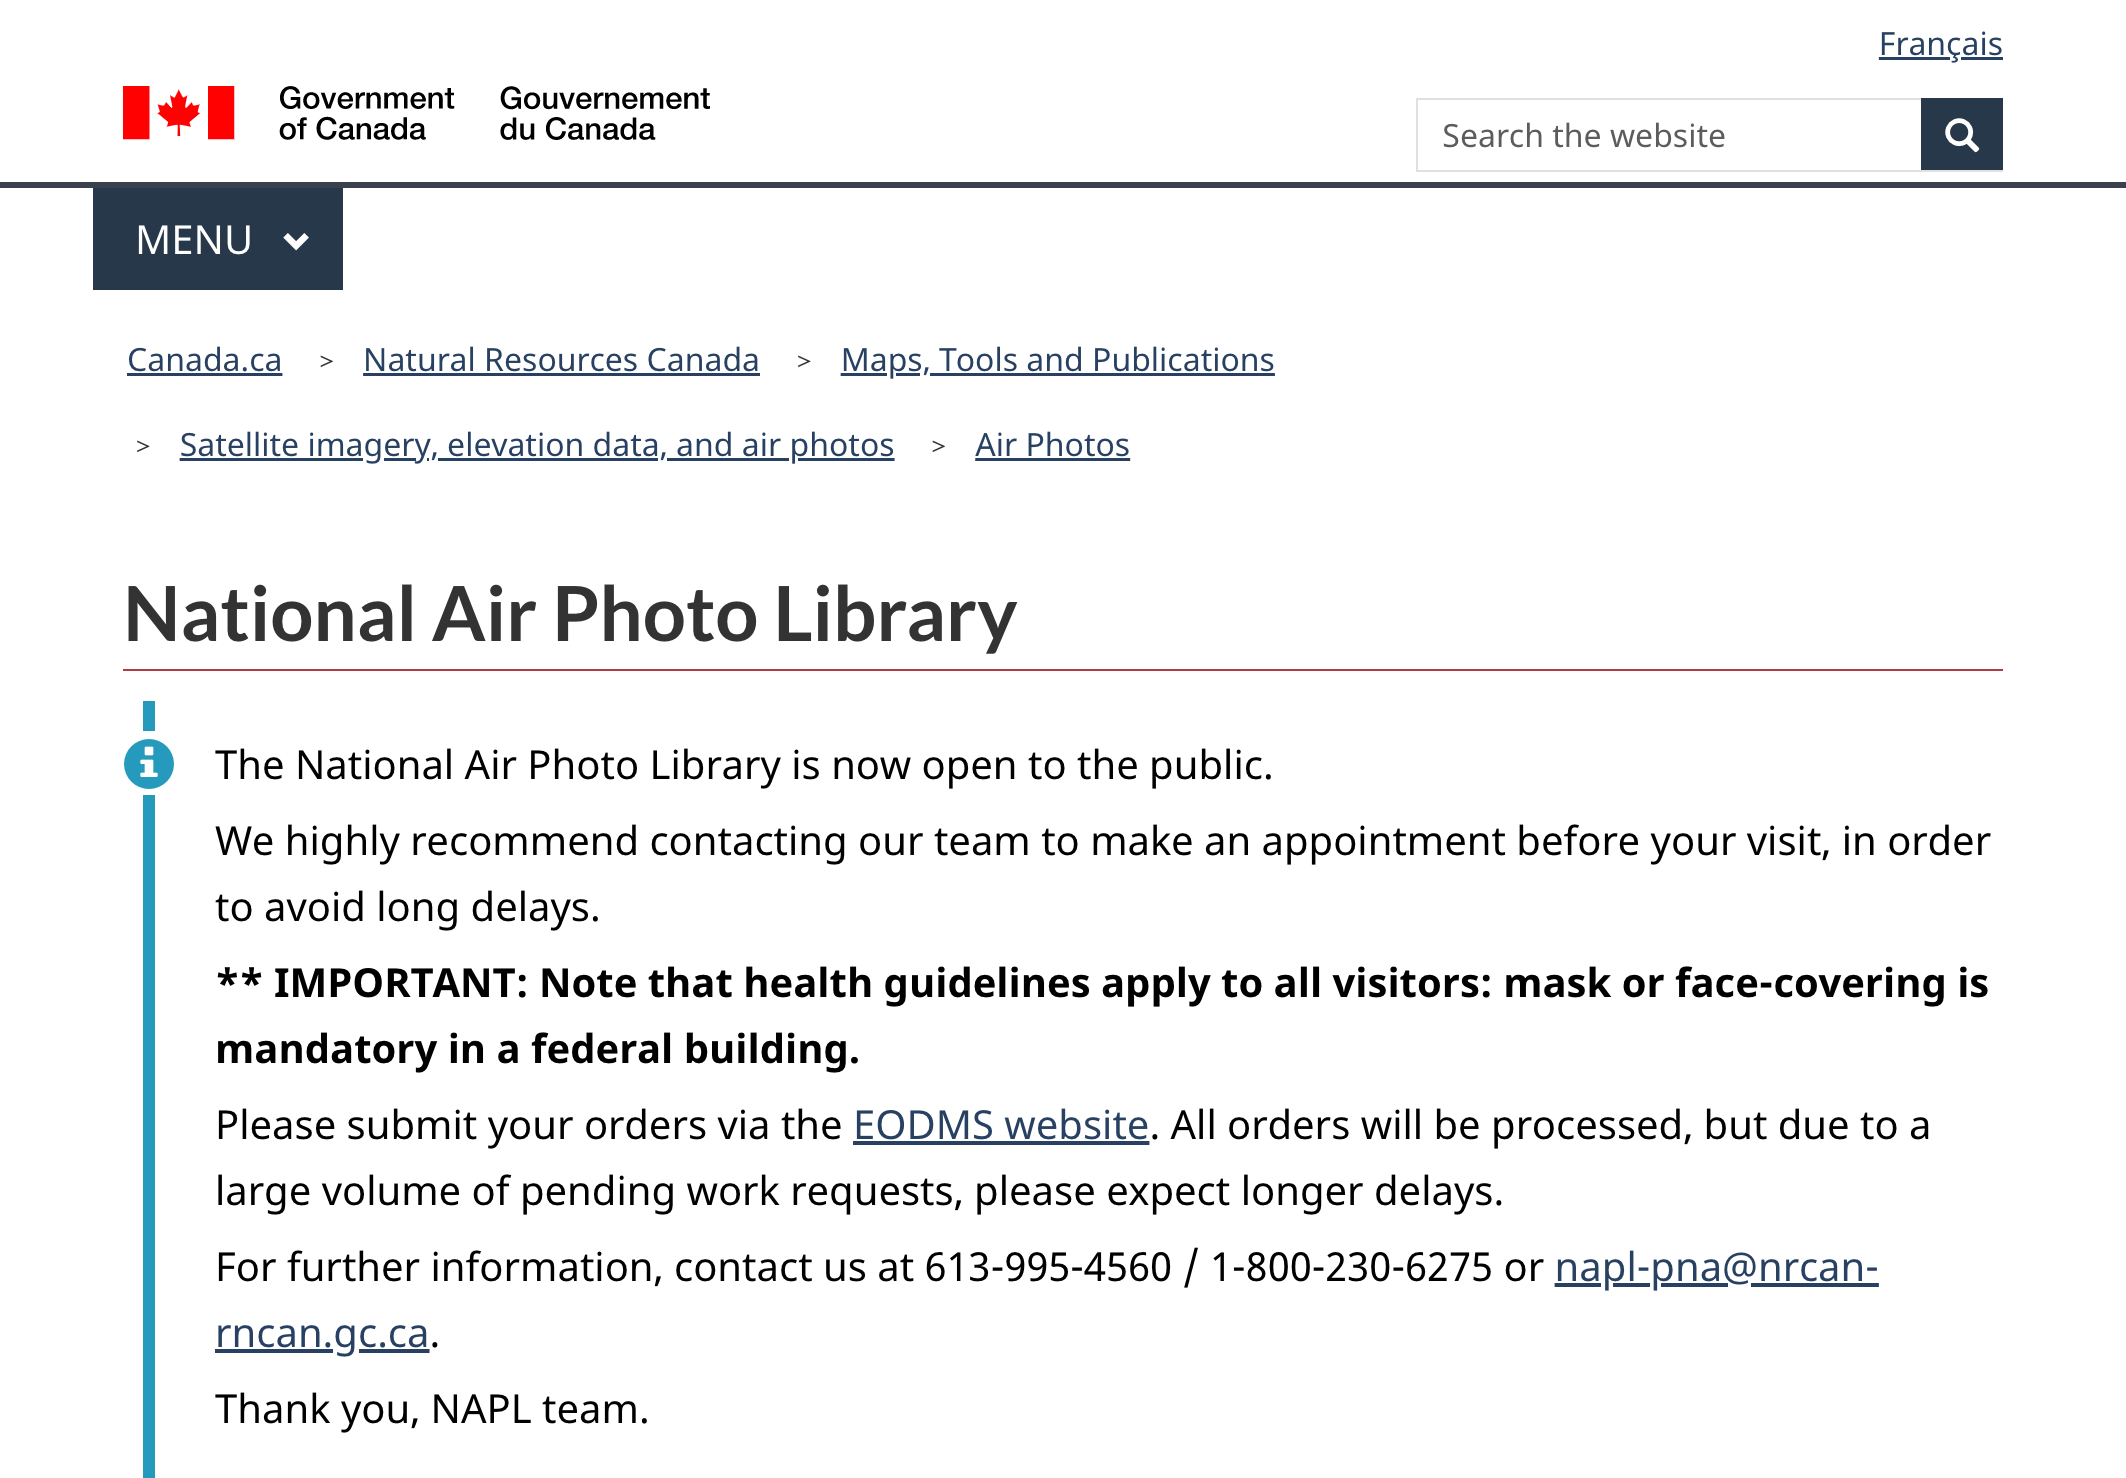 Français
Government of Canada
Gouvernement du Canada
Search the website
MENU
Canada.ca > Natural Resources Canada > Maps, Tools and Publications
> Satellite imagery, elevation data, and air photos > Air Photos
National Air Photo Library
The National Air Photo Library is now open to the public.
We highly recommend contacting our team to make an appointment before your visit, in order
to avoid long delays.
** IMPORTANT: Note that health guidelines apply to all visitors: mask or face-covering is
mandatory in a federal building.
Please submit your orders via the EODMS website. All orders will be processed, but due to a
large volume of pending work requests, please expect longer delays.
For further information, contact us at 613-995-4560 / 1-800-230-6275 or napl-pna@nrcan-
rncan.gc.ca.
Thank you, NAPL team.